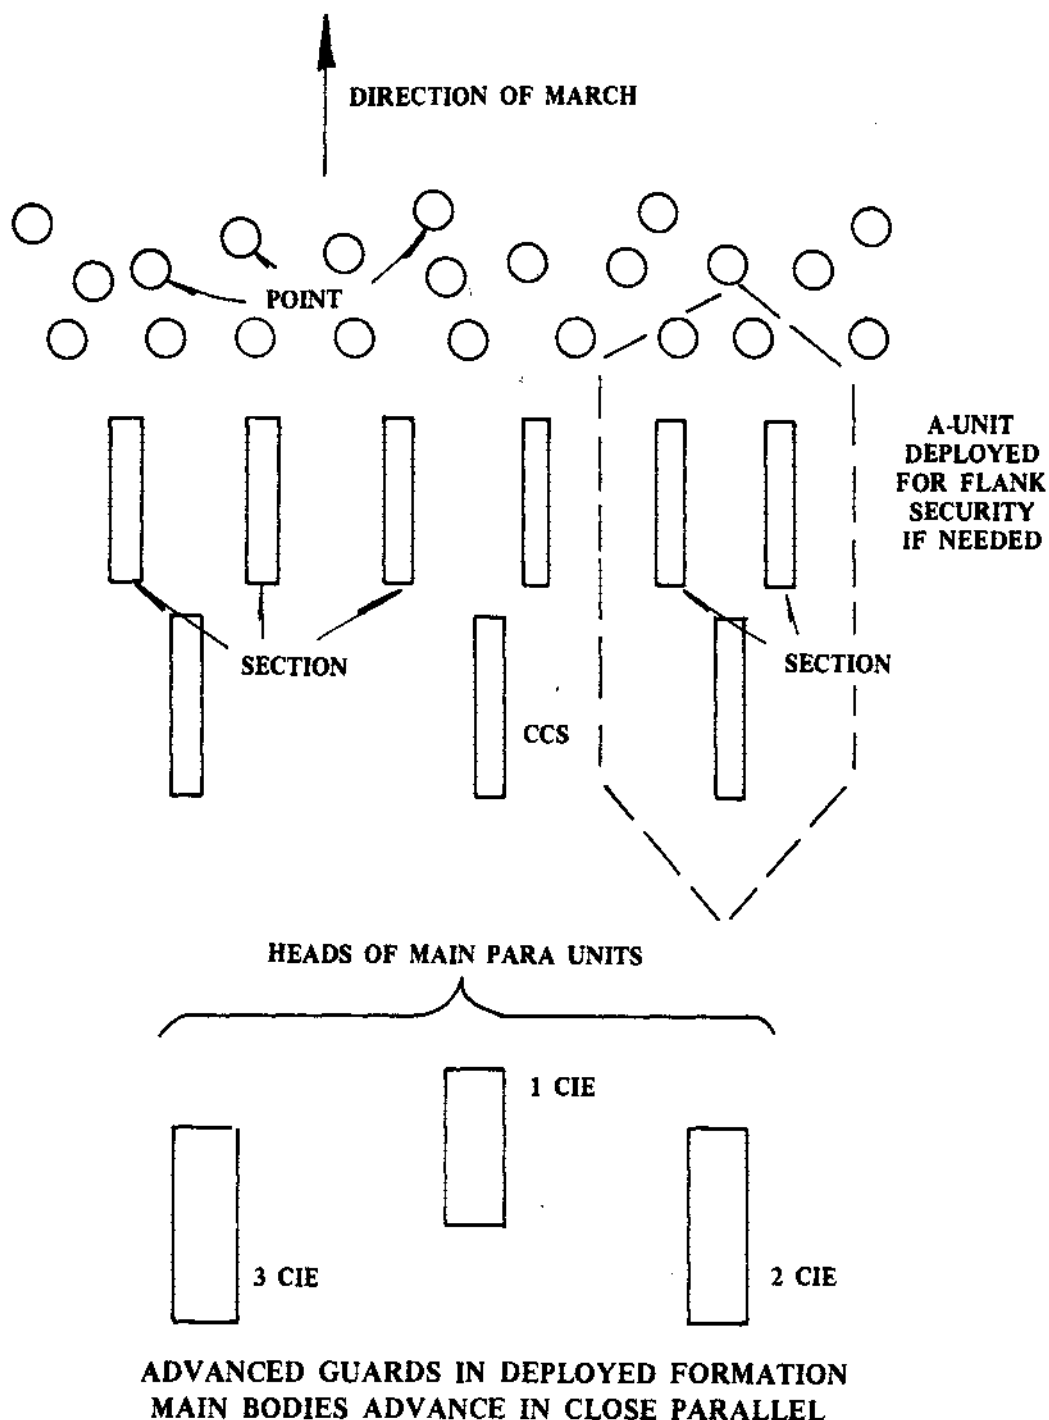 DIRECTION OF MARCH
POINT
A-UNIT
DEPLOYED
FOR FLANK
SECURITY
IF NEEDED
SECTION
SECTION
CCS
HEADS OF MAIN PARA UNITS
1 CIE
3 CIE
2 CIE
ADVANCED GUARDS IN DEPLOYED FORMATION
MAIN BODIES ADVANCE IN CLOSE PARALLEL